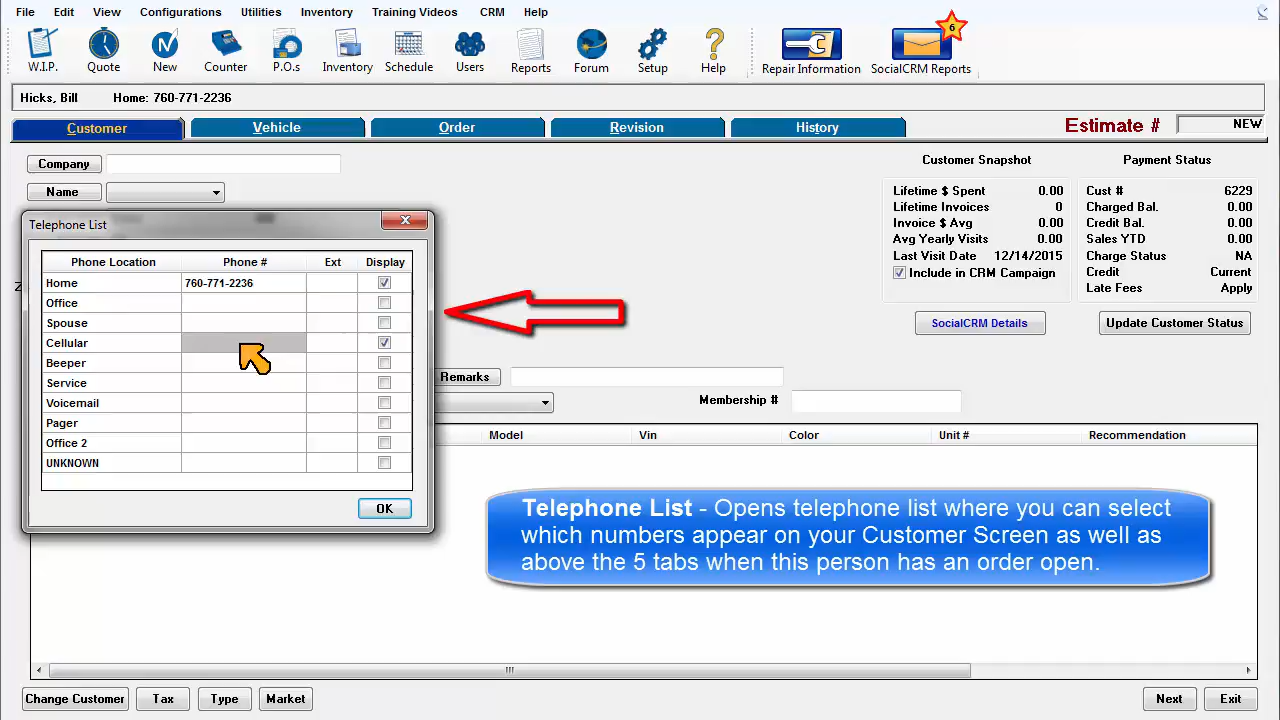 File Edit View Configurations Utilities Inventory Training Videos CRM Help
6
W.I.P. Quote New Counter P.O.s Inventory Schedule Users Reports Forum Setup Help Repair Information SocialCRM Reports
Hicks, Bill Home: 760-771-2236
Customer Vehicle Order Revision History Estimate # NEW
Company
Name
Customer Snapshot Payment Status
Lifetime $ Spent 0.00 Cust # 6229
Lifetime Invoices 0 Charged Bal. 0.00
Invoice $ Avg 0.00 Credit Bal. 0.00
Avg Yearly Visits 0.00 Sales YTD 0.00
Last Visit Date 12/14/2015 Charge Status NA
Include in CRM Campaign Credit Current
Late Fees Apply
SocialCRM Details Update Customer Status
Telephone List
Phone Location Phone # Ext Display
Home 760-771-2236
Office
Spouse
Cellular
Beeper
Service
Voicemail
Pager
Office 2
UNKNOWN
OK
Remarks
Membership #
Model Vin Color Unit # Recommendation
Telephone List - Opens telephone list where you can select
which numbers appear on your Customer Screen as well as
above the 5 tabs when this person has an order open.
Change Customer Tax Type Market Next Exit